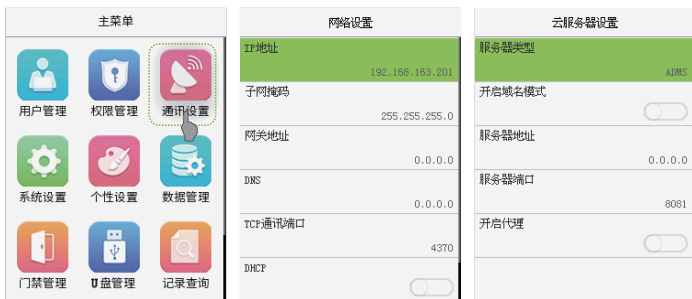 主菜单
用户管理 权限管理 通讯设置
系统设置 个性设置 数据管理
门禁管理 U盘管理 记录查询
网络设置
IP地址
192.168.163.201
子网掩码
255.255.255.0
网关地址
0.0.0.0
DNS
0.0.0.0
TCP通讯端口
4370
DHCP
云服务器设置
服务器类型
ADMS
开启域名模式
服务器地址
0.0.0.0
服务器端口
8081
开启代理